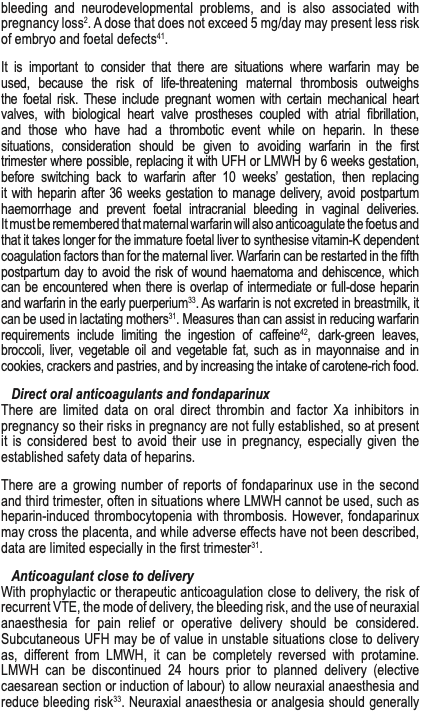 bleeding and neurodevelopmental problems, and is also associated with
pregnancy loss². A dose that does not exceed 5 mg/day may present less risk
of embryo and foetal defects⁴¹.
It is important to consider that there are situations where warfarin may be
used, because the risk of life-threatening maternal thrombosis outweighs
the foetal risk. These include pregnant women with certain mechanical heart
valves, with biological heart valve prostheses coupled with atrial fibrillation,
and those who have had a thrombotic event while on heparin. In these
situations, consideration should be given to avoiding warfarin in the first
trimester where possible, replacing it with UFH or LMWH by 6 weeks gestation,
before switching back to warfarin after 10 weeks' gestation, then replacing
it with heparin after 36 weeks gestation to manage delivery, avoid postpartum
haemorrhage and prevent foetal intracranial bleeding in vaginal deliveries.
It must be remembered that maternal warfarin will also anticoagulate the foetus and
that it takes longer for the immature foetal liver to synthesise vitamin-K dependent
coagulation factors than for the maternal liver. Warfarin can be restarted in the fifth
postpartum day to avoid the risk of wound haematoma and dehiscence, which
can be encountered when there is overlap of intermediate or full-dose heparin
and warfarin in the early puerperium³³. As warfarin is not excreted in breastmilk, it
can be used in lactating mothers³¹. Measures than can assist in reducing warfarin
requirements include limiting the ingestion of caffeine⁴², dark-green leaves,
broccoli, liver, vegetable oil and vegetable fat, such as in mayonnaise and in
cookies, crackers and pastries, and by increasing the intake of carotene-rich food.
Direct oral anticoagulants and fondaparinux
There are limited data on oral direct thrombin and factor Xa inhibitors in
pregnancy so their risks in pregnancy are not fully established, so at present
it is considered best to avoid their use in pregnancy, especially given the
established safety data of heparins.
There are a growing number of reports of fondaparinux use in the second
and third trimester, often in situations where LMWH cannot be used, such as
heparin-induced thrombocytopenia with thrombosis. However, fondaparinux
may cross the placenta, and while adverse effects have not been described,
data are limited especially in the first trimester³¹.
Anticoagulant close to delivery
With prophylactic or therapeutic anticoagulation close to delivery, the risk of
recurrent VTE, the mode of delivery, the bleeding risk, and the use of neuraxial
anaesthesia for pain relief or operative delivery should be considered.
Subcutaneous UFH may be of value in unstable situations close to delivery
as, different from LMWH, it can be completely reversed with protamine.
LMWH can be discontinued 24 hours prior to planned delivery (elective
caesarean section or induction of labour) to allow neuraxial anaesthesia and
reduce bleeding risk³³. Neuraxial anaesthesia or analgesia should generally